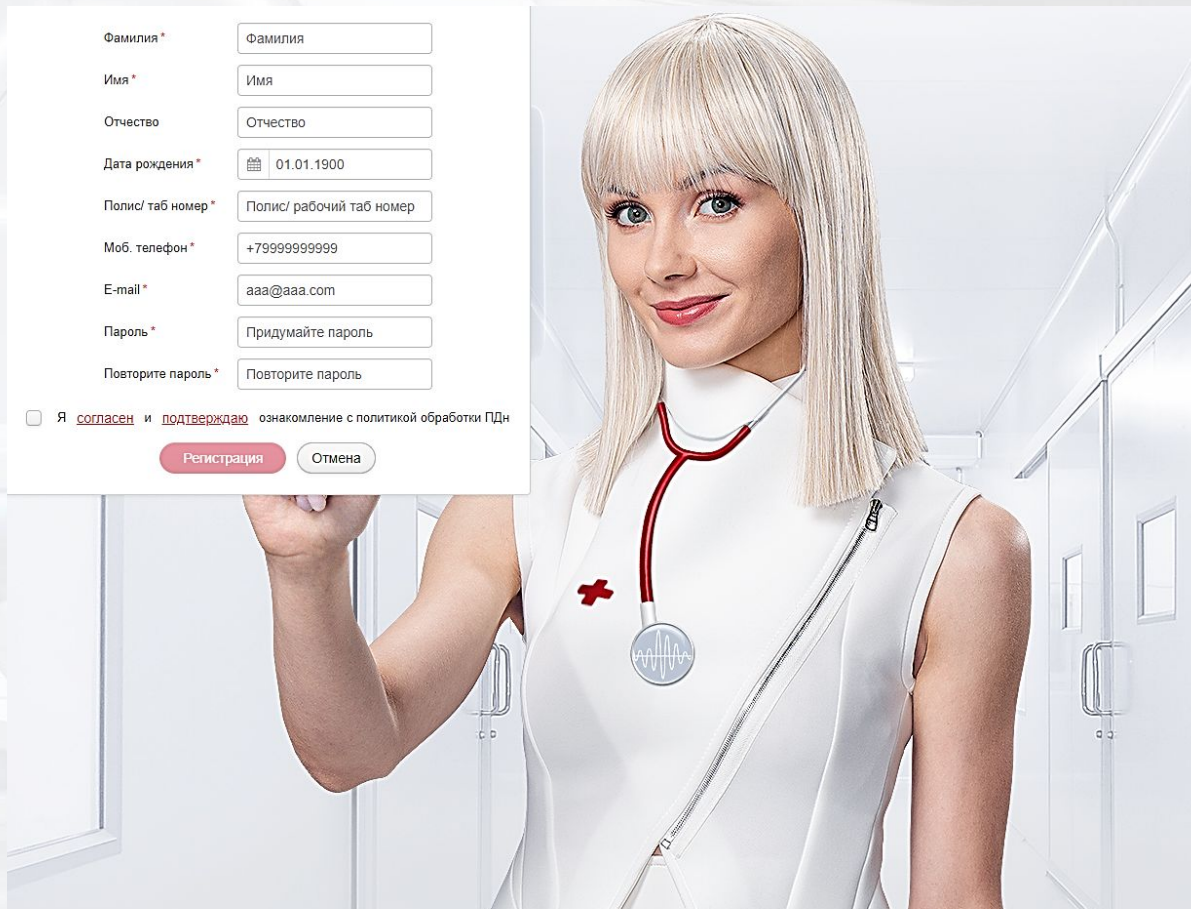 Фамилия * Фамилия
Имя * Имя
Отчество Отчество
Дата рождения * 01.01.1900
Полис/ таб номер * Полис/ рабочий таб номер
Моб. телефон * +79999999999
E-mail * aaa@aaa.com
Пароль * Придумайте пароль
Повторите пароль * Повторите пароль
Я согласен и подтверждаю ознакомление с политикой обработки ПДн
Регистрация Отмена